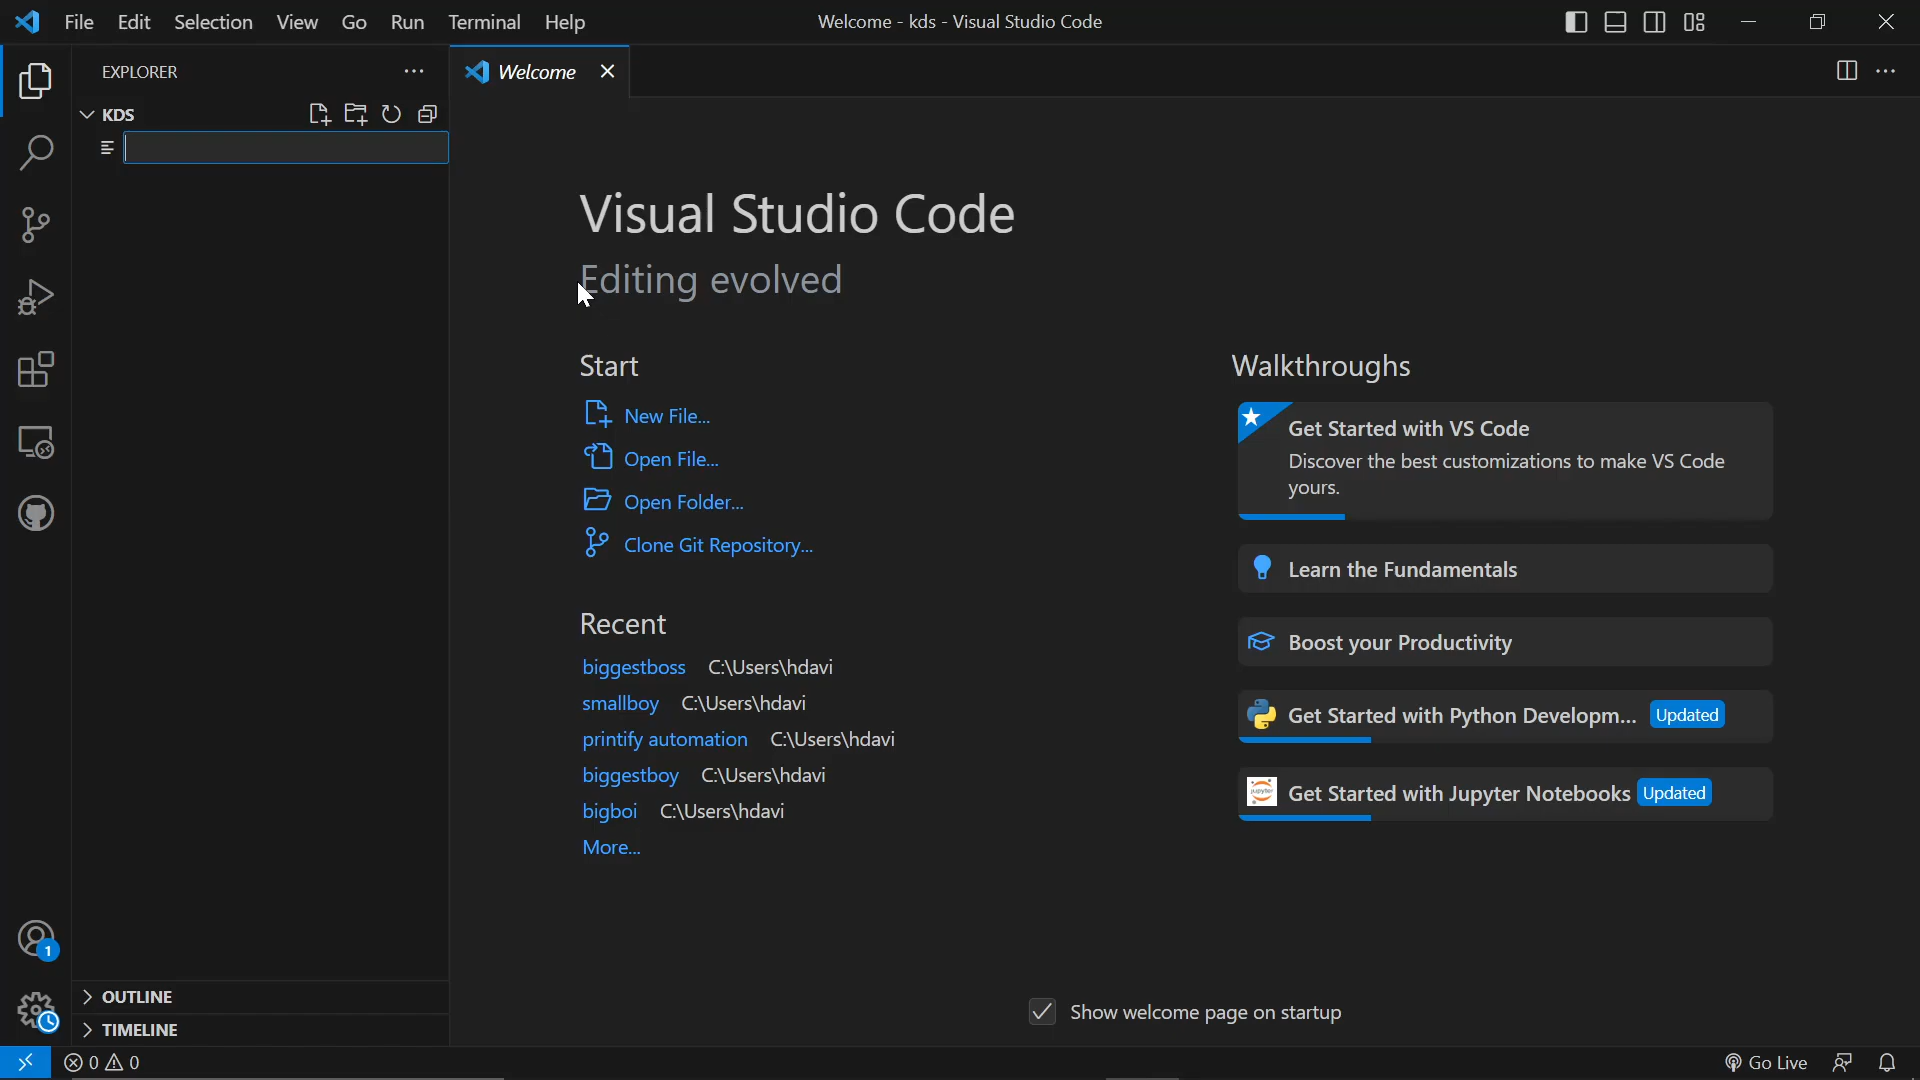 File Edit Selection View Go Run Terminal Help
Welcome - kds - Visual Studio Code
EXPLORER
KDS
Welcome
Visual Studio Code
Editing evolved
Start
New File...
Open File...
Open Folder...
Clone Git Repository...
Recent
biggestboss C:\Users\hdavi
smallboy C:\Users\hdavi
printify automation C:\Users\hdavi
biggestboy C:\Users\hdavi
bigboi C:\Users\hdavi
More...
Walkthroughs
Get Started with VS Code
Discover the best customizations to make VS Code
yours.
Learn the Fundamentals
Boost your Productivity
Get Started with Python Developm... Updated
jupyter
Get Started with Jupyter Notebooks Updated
Show welcome page on startup
1
OUTLINE
TIMELINE
0 0
Go Live